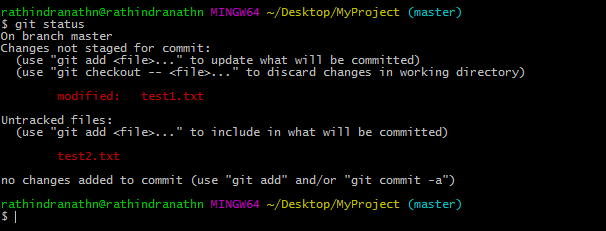 rathindranathn@rathindranathn MINGW64 ~/Desktop/MyProject (master)
$ git status
On branch master
Changes not staged for commit:
  (use "git add <file>..." to update what will be committed)
  (use "git checkout -- <file>..." to discard changes in working directory)
        modified:   test1.txt
Untracked files:
  (use "git add <file>..." to include in what will be committed)
        test2.txt
no changes added to commit (use "git add" and/or "git commit -a")
rathindranathn@rathindranathn MINGW64 ~/Desktop/MyProject (master)
$